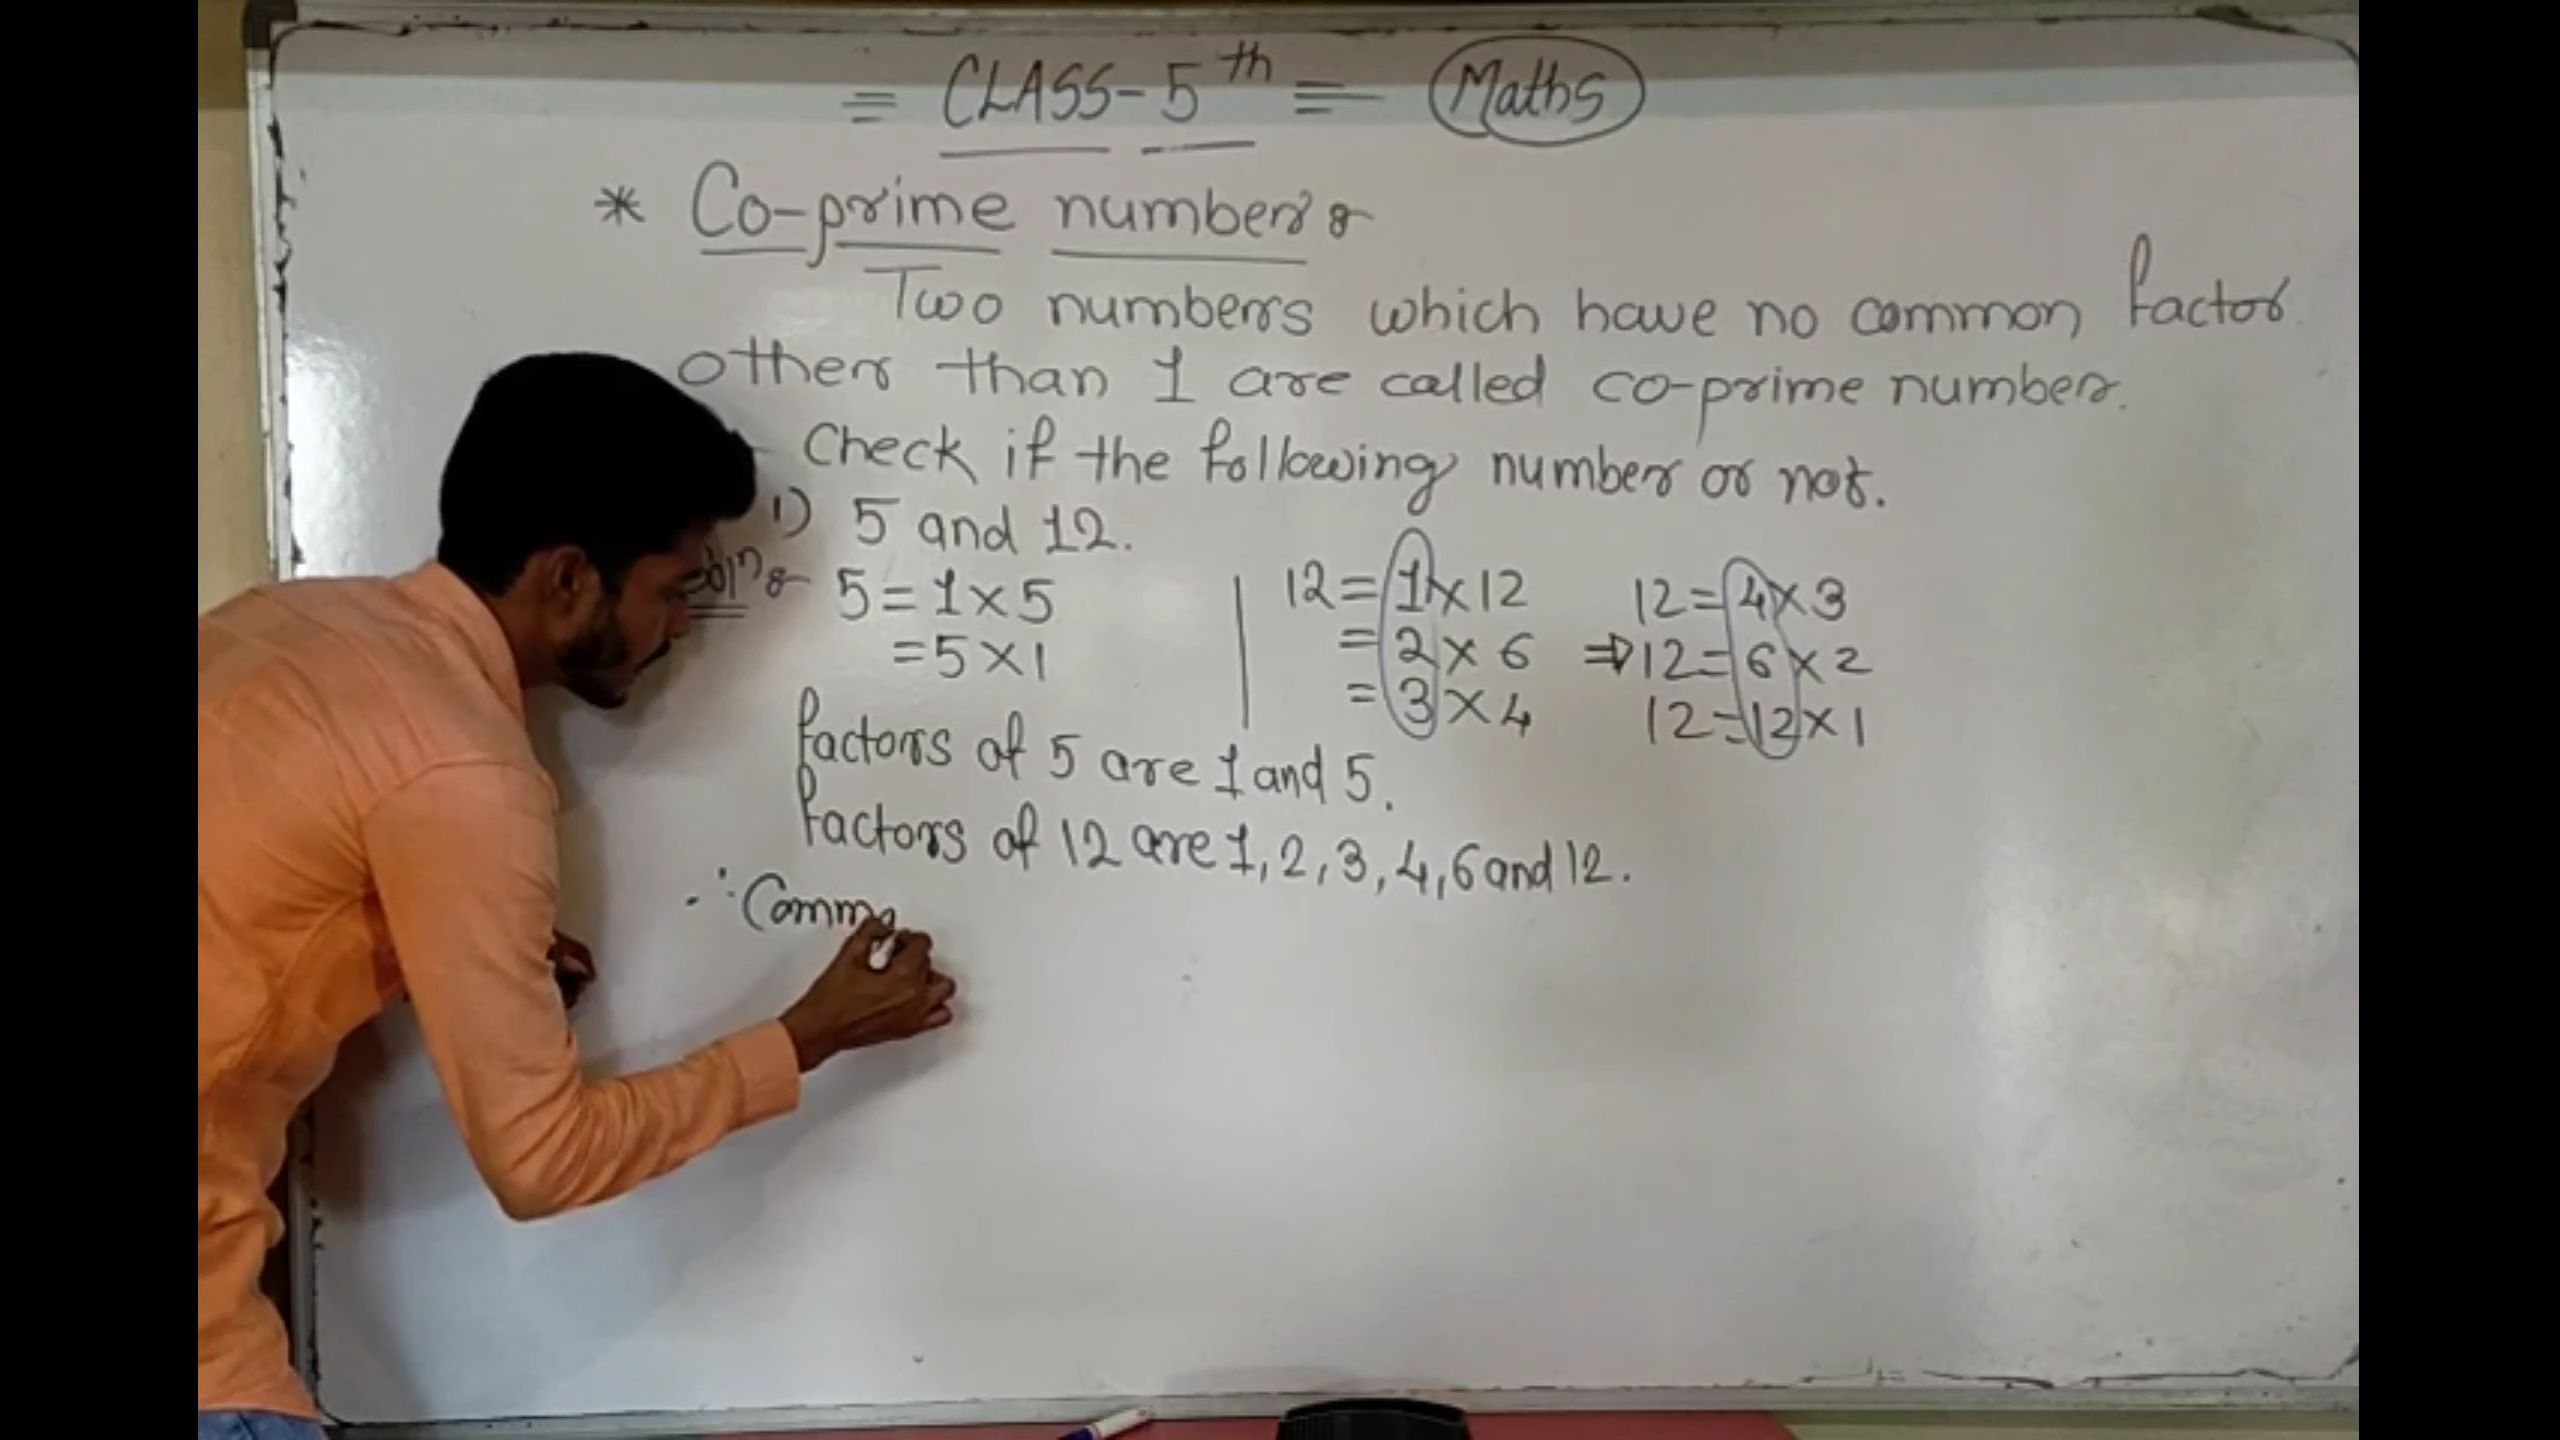 = CLASS-5th = Maths
* Co-prime numbers :-
Two numbers which have no common factor
other than 1 are called co-prime number.
- Check if the following number or not.
1) 5 and 12.
Soln :- 5=1×5 | 12=1×12 12=4×3
=5×1 =2×6 ⇒12=6×2
=3×4 12=12×1
factors of 5 are 1 and 5.
factors of 12 are 1, 2, 3, 4, 6 and 12.
∴ Commo